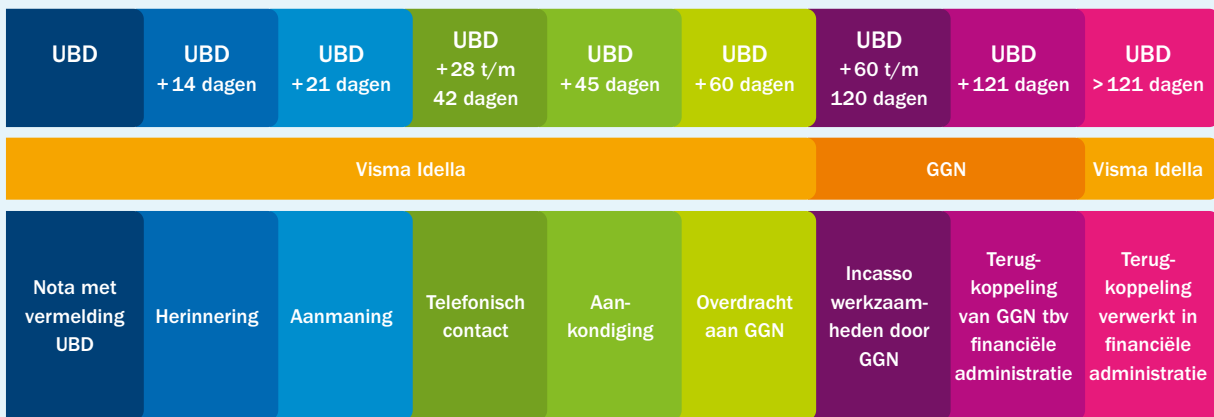 UBD
UBD
+14 dagen
UBD
+21 dagen
UBD
+28 t/m
42 dagen
UBD
+45 dagen
UBD
+60 dagen
UBD
+60 t/m
120 dagen
UBD
+121 dagen
UBD
>121 dagen
Visma Idella
GGN
Visma Idella
Nota met
vermelding
UBD
Herinnering
Aanmaning
Telefonisch
contact
Aan-
kondiging
Overdracht
aan GGN
Incasso
werkzaam-
heden door
GGN
Terug-
koppeling
van GGN tbv
financiële
administratie
Terug-
koppeling
verwerkt in
financiële
administratie